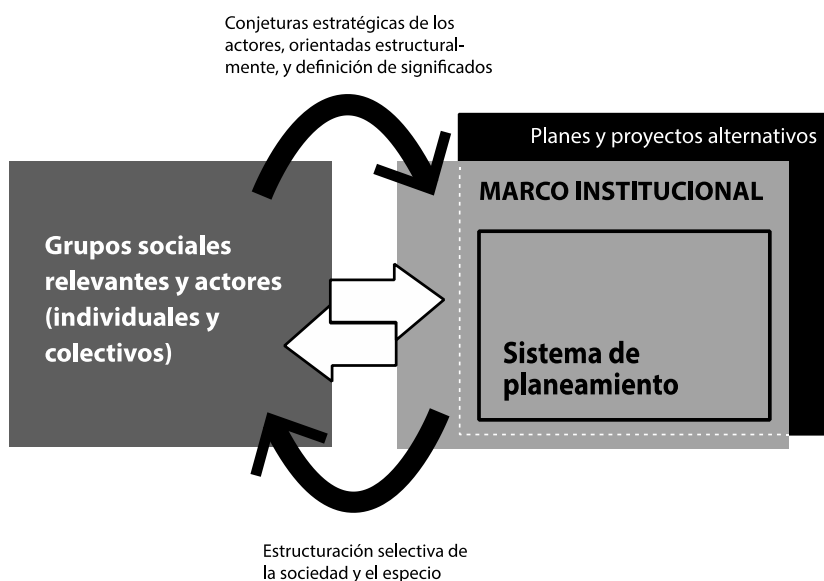 Conjeturas estratégicas de los
actores, orientadas estructural-
mente, y definición de significados
Planes y proyectos alternativos
MARCO INSTITUCIONAL
Grupos sociales
relevantes y actores
(individuales y
colectivos)
Sistema de
planeamiento
Estructuración selectiva de
la sociedad y el especio